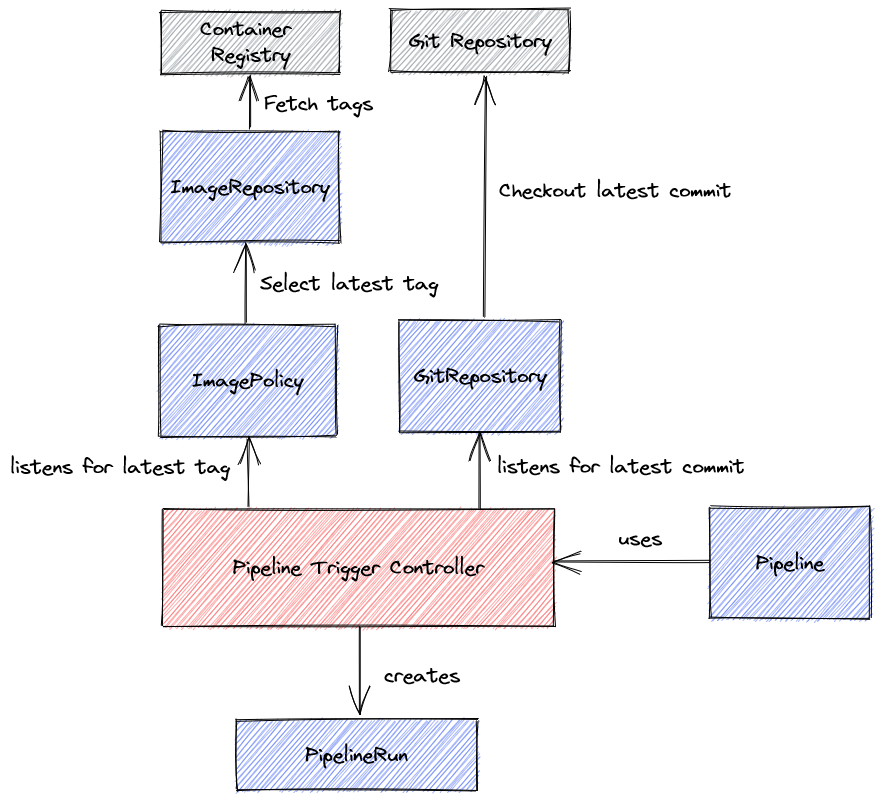 Container
Registry
Git Repository
Fetch tags
ImageRepository
Checkout latest commit
Select latest tag
ImagePolicy
GitRepository
listens for latest tag
listens for latest commit
Pipeline Trigger Controller
uses
Pipeline
creates
PipelineRun